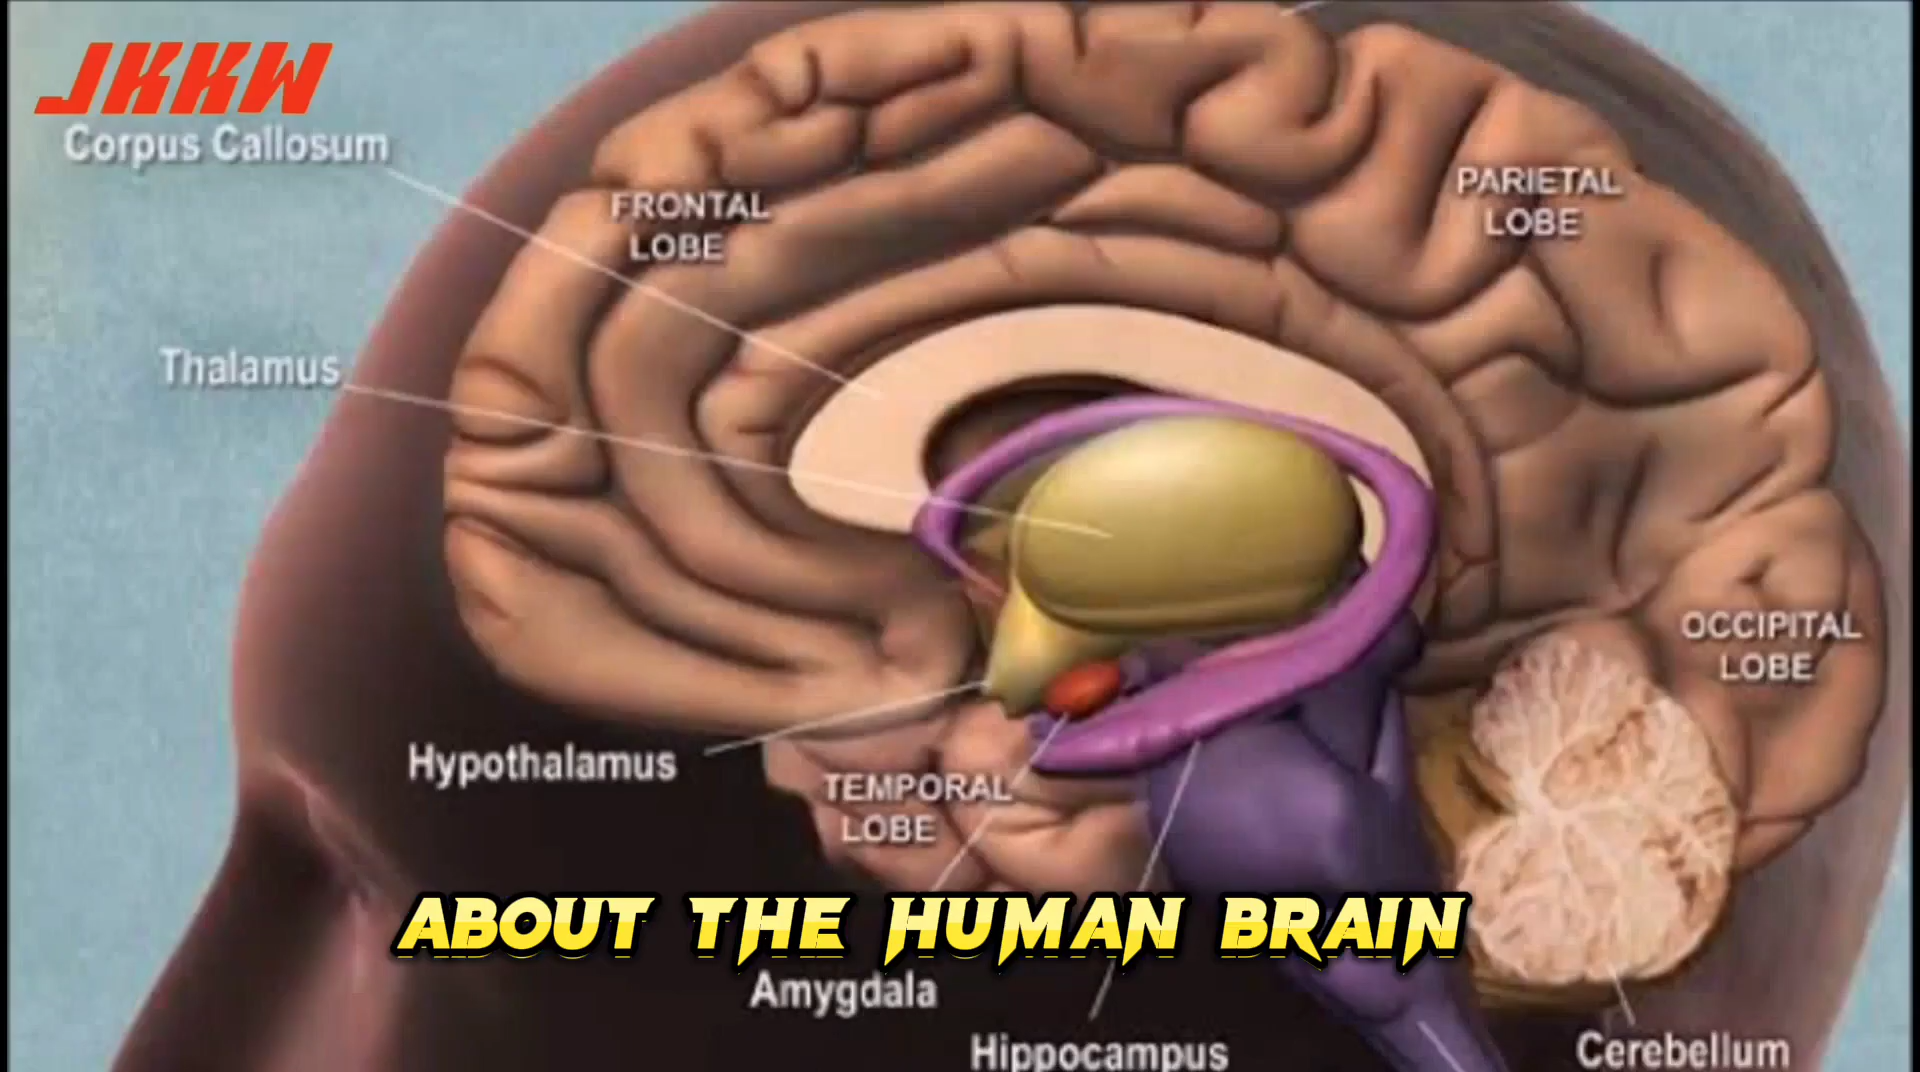 JKKW
Corpus Callosum
FRONTAL
LOBE
PARIETAL
LOBE
Thalamus
OCCIPITAL
LOBE
Hypothalamus
TEMPORAL
LOBE
ABOUT THE HUMAN BRAIN
Amygdala
Hippocampus
Cerebellum